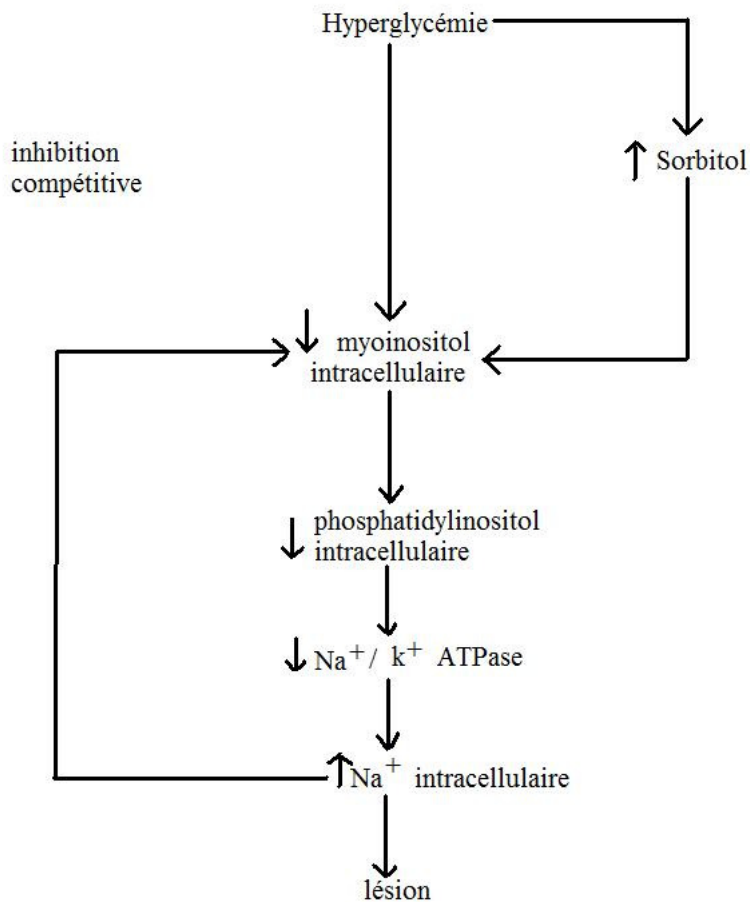 Hyperglycémie
inhibition
compétitive
↑ Sorbitol
↓ myoinositol
intracellulaire
↓ phosphatidylinositol
intracellulaire
↓ Na+/ k+ ATPase
↑Na+ intracellulaire
lésion